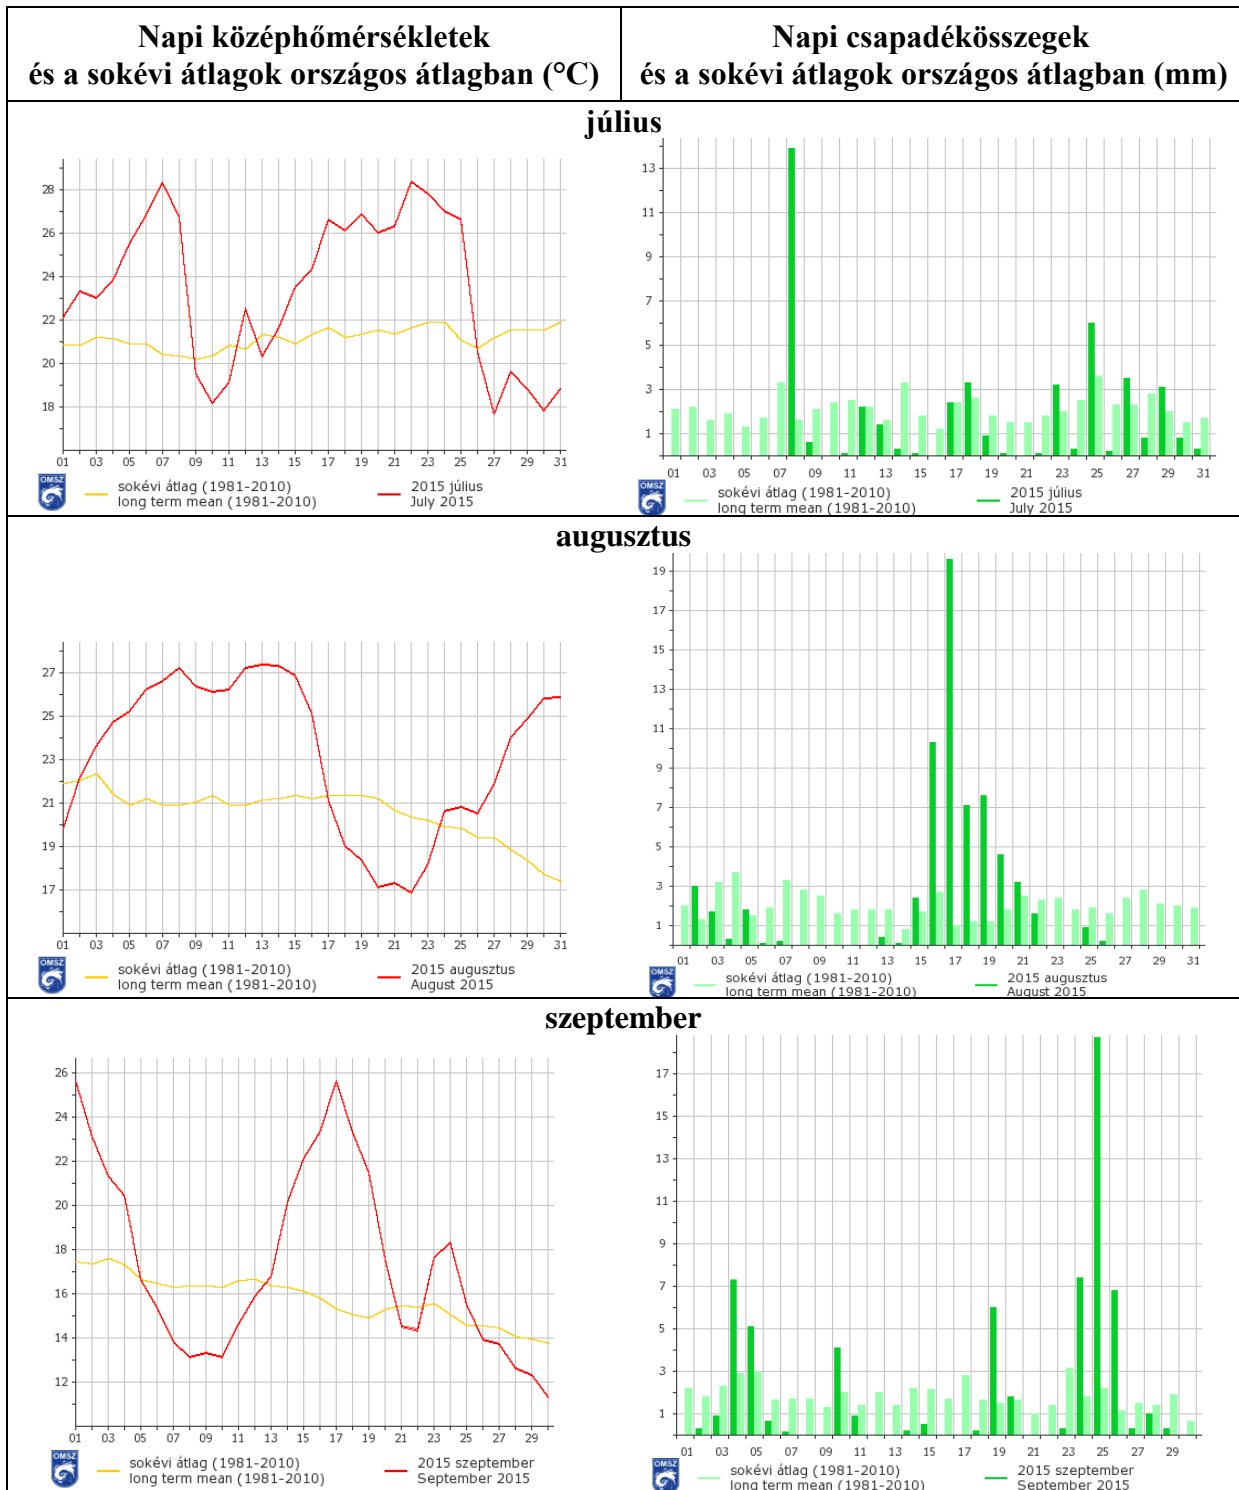 Napi középhőmérsékletek
és a sokévi átlagok országos átlagban (°C)
Napi csapadékösszegek
és a sokévi átlagok országos átlagban (mm)
július
28
26
24
22
20
18
01 03 05 07 09 11 13 15 17 19 21 23 25 27 29 31
OMSZ
sokévi átlag (1981-2010)
long term mean (1981-2010)
2015 július
July 2015
13
11
9
7
5
3
1
01 03 05 07 09 11 13 15 17 19 21 23 25 27 29 31
OMSZ
sokévi átlag (1981-2010)
long term mean (1981-2010)
2015 július
July 2015
augusztus
27
25
23
21
19
17
01 03 05 07 09 11 13 15 17 19 21 23 25 27 29 31
OMSZ
sokévi átlag (1981-2010)
long term mean (1981-2010)
2015 augusztus
August 2015
19
17
15
13
11
9
7
5
3
1
01 03 05 07 09 11 13 15 17 19 21 23 25 27 29 31
OMSZ
sokévi átlag (1981-2010)
long term mean (1981-2010)
2015 augusztus
August 2015
szeptember
26
24
22
20
18
16
14
12
01 03 05 07 09 11 13 15 17 19 21 23 25 27 29
OMSZ
sokévi átlag (1981-2010)
long term mean (1981-2010)
2015 szeptember
September 2015
17
15
13
11
9
7
5
3
1
01 03 05 07 09 11 13 15 17 19 21 23 25 27 29
OMSZ
sokévi átlag (1981-2010)
long term mean (1981-2010)
2015 szeptember
September 2015